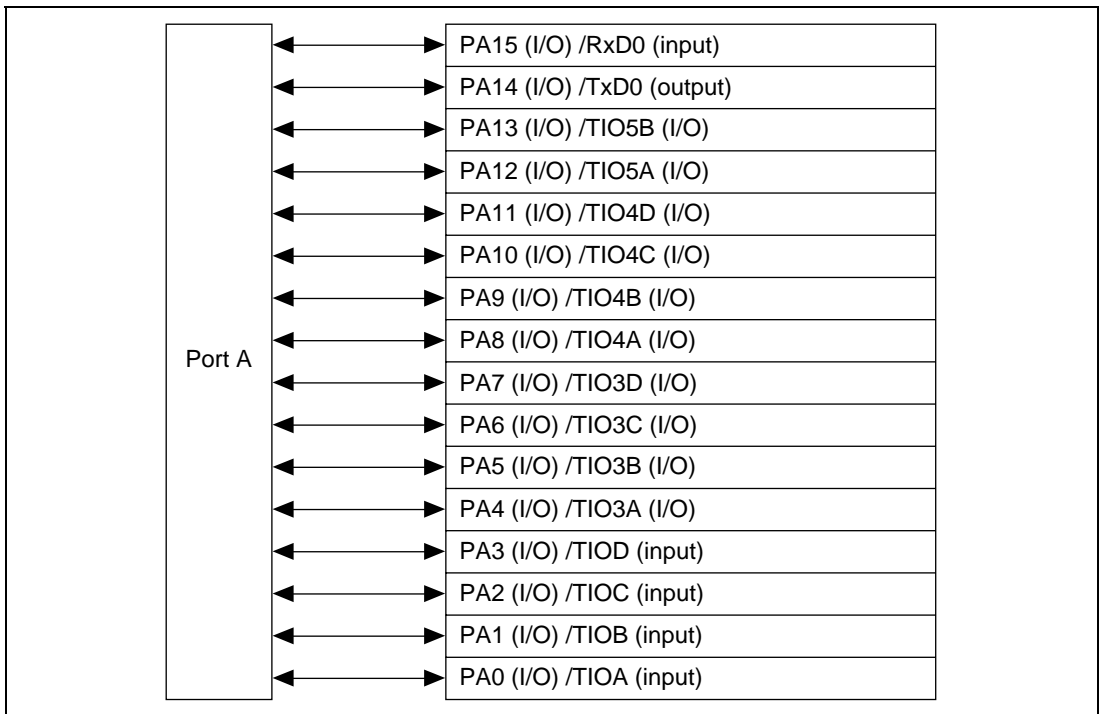 PA15 (I/O) /RxD0 (input)
PA14 (I/O) /TxD0 (output)
PA13 (I/O) /TIO5B (I/O)
PA12 (I/O) /TIO5A (I/O)
PA11 (I/O) /TIO4D (I/O)
PA10 (I/O) /TIO4C (I/O)
PA9 (I/O) /TIO4B (I/O)
PA8 (I/O) /TIO4A (I/O)
Port A
PA7 (I/O) /TIO3D (I/O)
PA6 (I/O) /TIO3C (I/O)
PA5 (I/O) /TIO3B (I/O)
PA4 (I/O) /TIO3A (I/O)
PA3 (I/O) /TIOD (input)
PA2 (I/O) /TIOC (input)
PA1 (I/O) /TIOB (input)
PA0 (I/O) /TIOA (input)